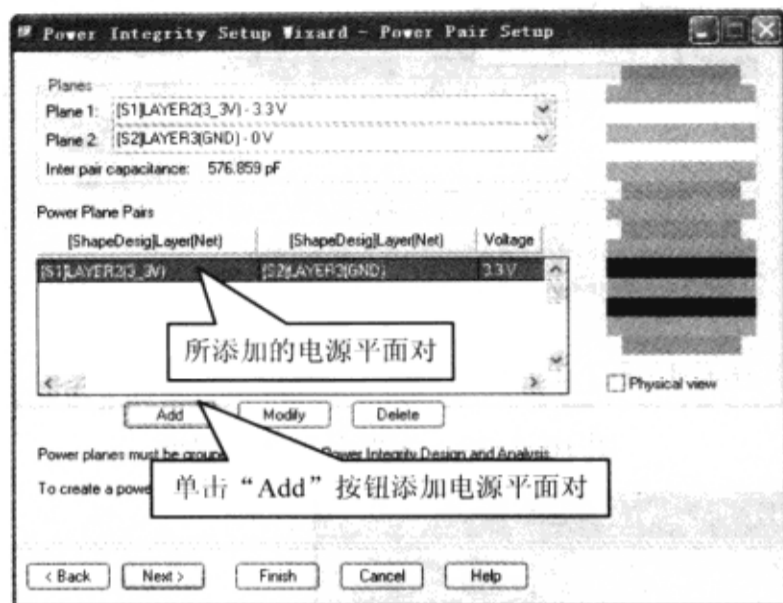 Power Integrity Setup Wizard - Power Pair Setup
Planes
Plane 1: [S1]LAYER2(3_3V) - 3.3 V
Plane 2: [S2]LAYER3(GND) - 0 V
Inter pair capacitance: 576.859 pF
Power Plane Pairs
[ShapeDesig]Layer(Net) [ShapeDesig]Layer(Net) Voltage
[S1]LAYER2(3_3V) [S2]LAYER3(GND) 3.3 V
所添加的电源平面对
Physical view
Add Modify Delete
Power planes must be Power Integrity Design and Analysis
To create a
单击“Add”按钮添加电源平面对
< Back Next > Finish Cancel Help